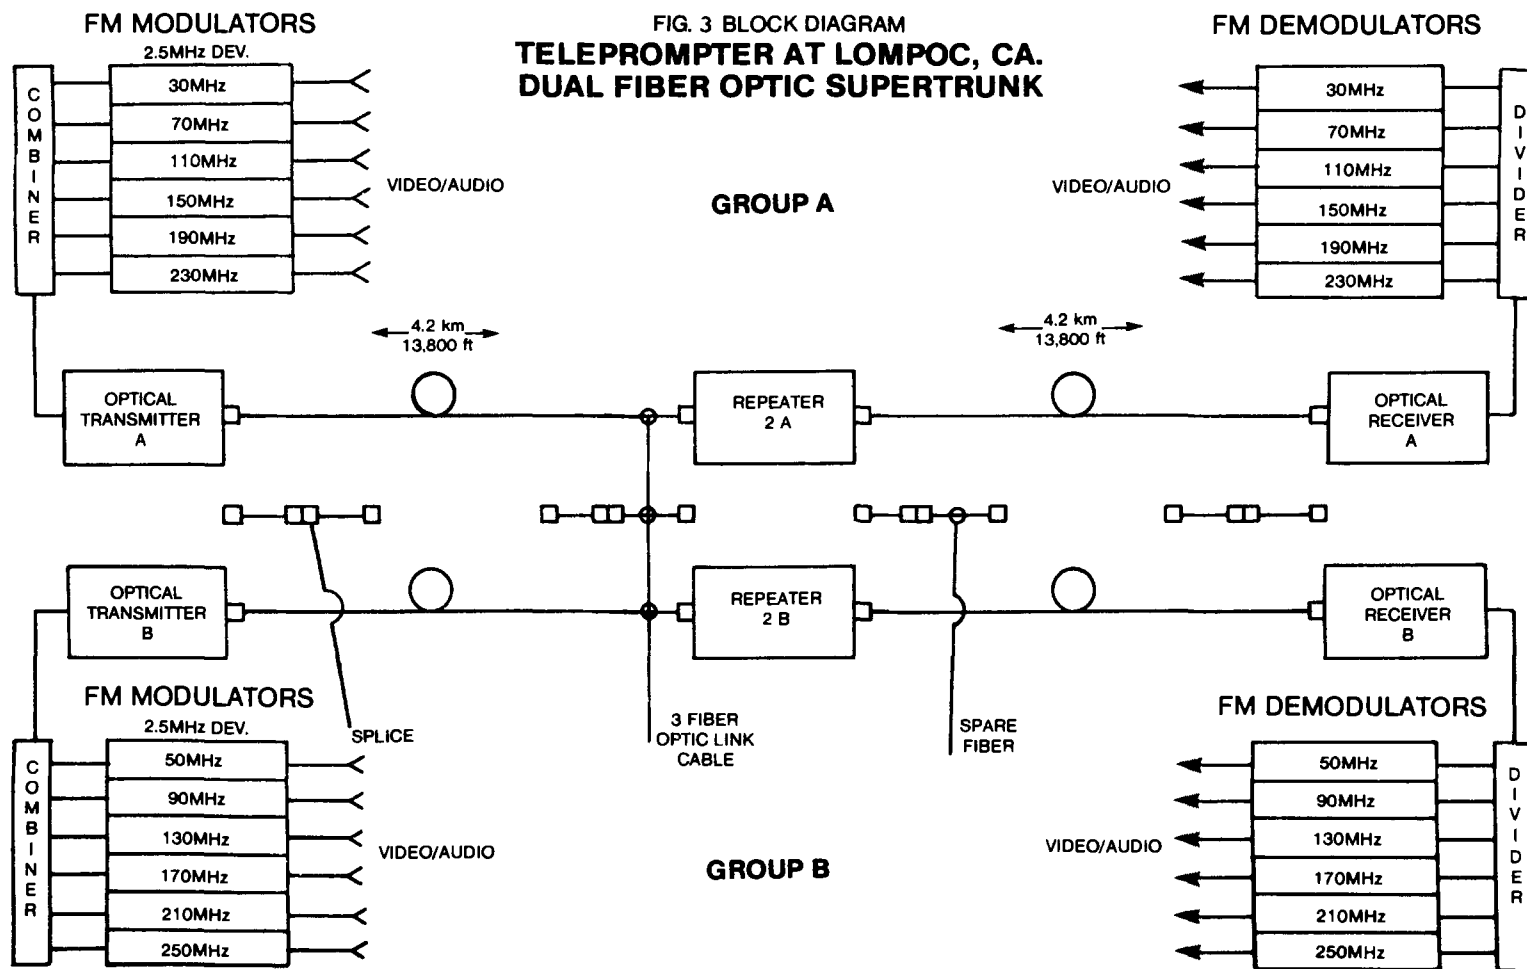 FIG. 3 BLOCK DIAGRAM
TELEPROMPTER AT LOMPOC, CA.
DUAL FIBER OPTIC SUPERTRUNK
FM MODULATORS
2.5MHz DEV.
COMBINER
30MHz
70MHz
110MHz
150MHz
190MHz
230MHz
VIDEO/AUDIO
GROUP A
FM DEMODULATORS
VIDEO/AUDIO
30MHz
70MHz
110MHz
150MHz
190MHz
230MHz
DIVIDER
4.2 km
13,800 ft
4.2 km
13,800 ft
OPTICAL
TRANSMITTER
A
REPEATER
2 A
OPTICAL
RECEIVER
A
OPTICAL
TRANSMITTER
B
REPEATER
2 B
OPTICAL
RECEIVER
B
SPLICE
3 FIBER
OPTIC LINK
CABLE
SPARE
FIBER
FM MODULATORS
2.5MHz DEV.
COMBINER
50MHz
90MHz
130MHz
170MHz
210MHz
250MHz
VIDEO/AUDIO
GROUP B
FM DEMODULATORS
VIDEO/AUDIO
50MHz
90MHz
130MHz
170MHz
210MHz
250MHz
DIVIDER